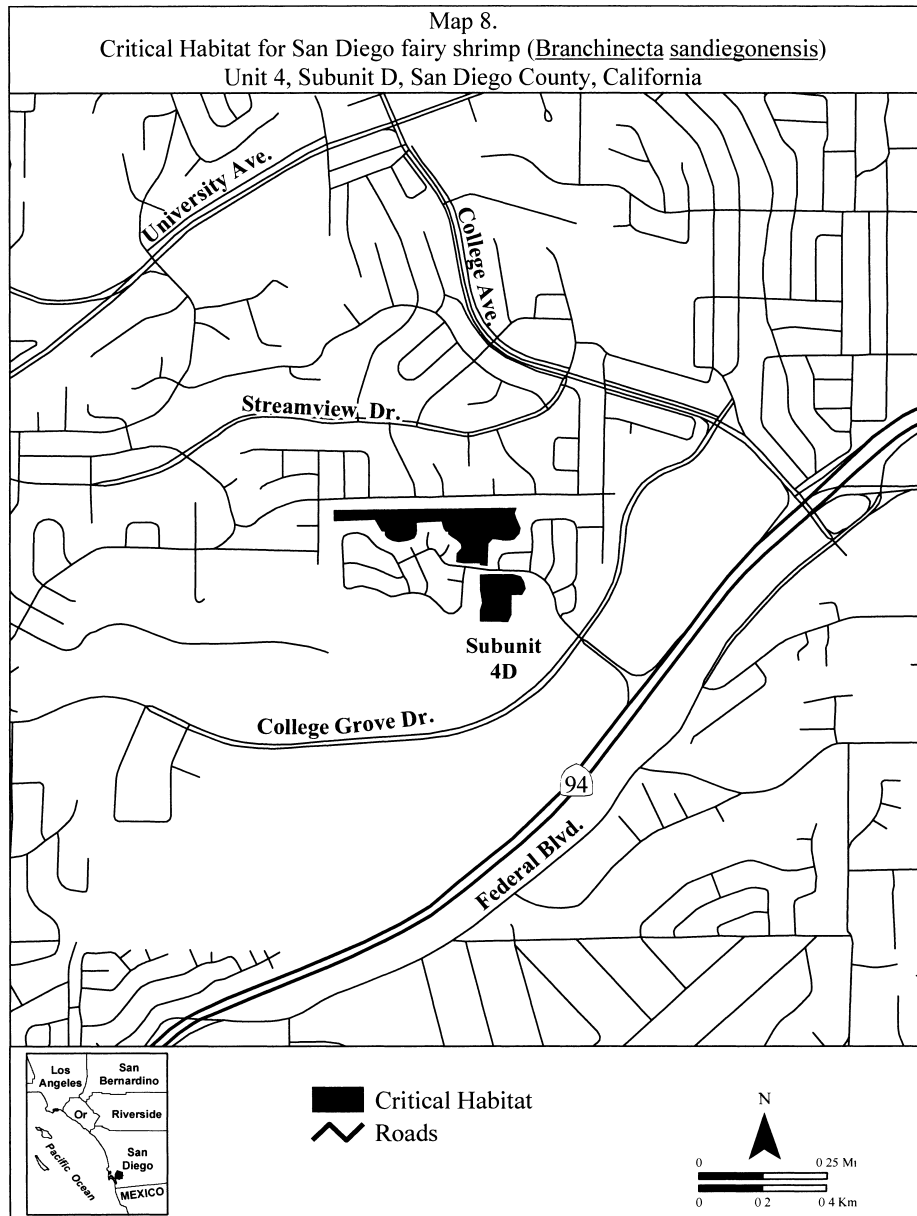 Map 8.
Critical Habitat for San Diego fairy shrimp (Branchinecta sandiegonensis)
Unit 4, Subunit D, San Diego County, California
University Ave.
College Ave.
Streamview Dr.
Subunit
4D
College Grove Dr.
94
Federal Blvd.
Los
Angeles
San
Bernardino
Or
Riverside
San
Diego
Pacific Ocean
MEXICO
Critical Habitat
Roads
N
0 0 25 Mi
0 0 2 0 4 Km